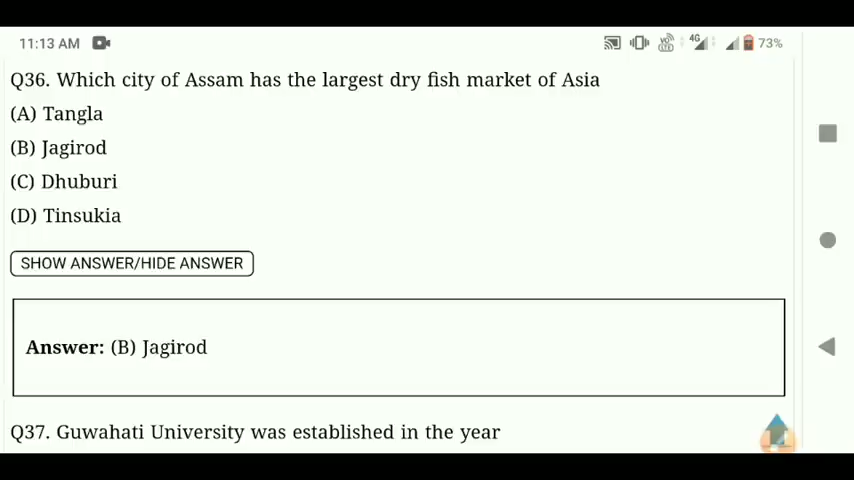 11:13 AM
4G
73%
Q36. Which city of Assam has the largest dry fish market of Asia
(A) Tangla
(B) Jagirod
(C) Dhuburi
(D) Tinsukia
SHOW ANSWER/HIDE ANSWER
Answer: (B) Jagirod
Q37. Guwahati University was established in the year